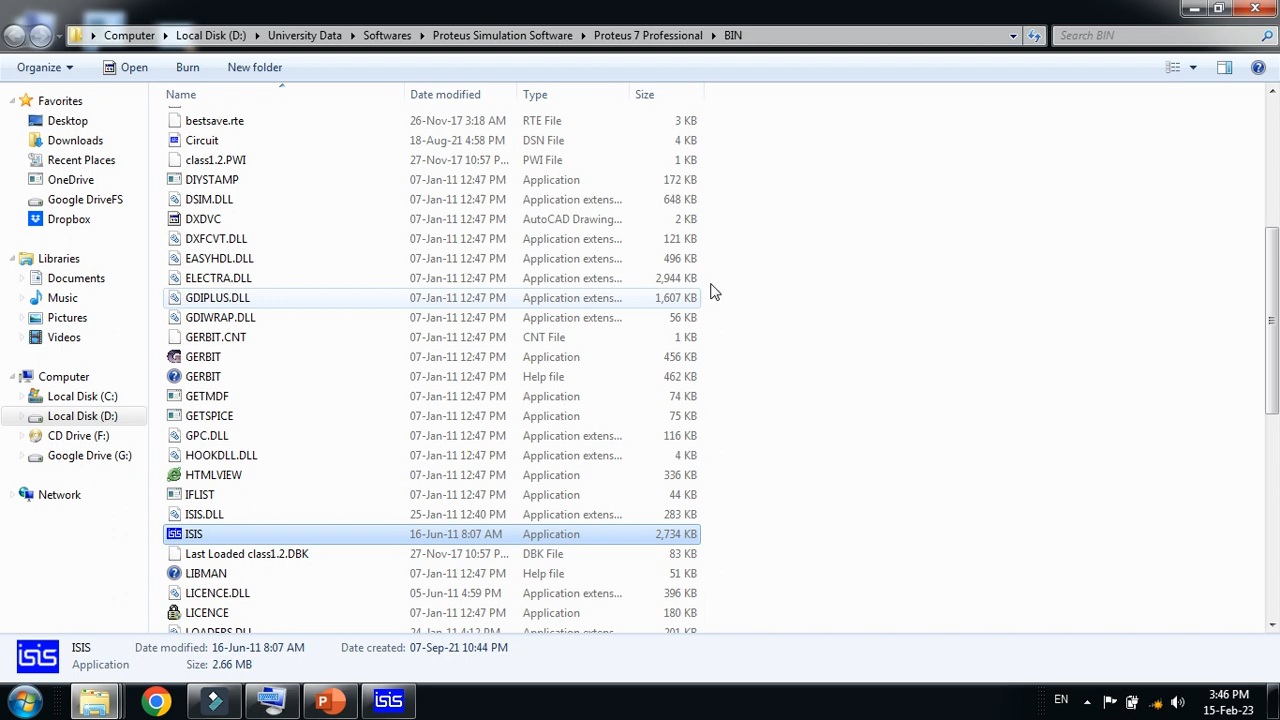 Computer Local Disk (D:) University Data Softwares Proteus Simulation Software Proteus 7 Professional BIN Search BIN
Organize Open Burn New folder
Name Date modified Type Size
Favorites
Desktop
Downloads
Recent Places
OneDrive
Google DriveFS
Dropbox
Libraries
Documents
Music
Pictures
Videos
Computer
Local Disk (C:)
Local Disk (D:)
CD Drive (F:)
Google Drive (G:)
Network
bestsave.rte 26-Nov-17 3:18 AM RTE File 3 KB
Circuit 18-Aug-21 4:58 PM DSN File 4 KB
class1.2.PWI 27-Nov-17 10:57 P... PWI File 1 KB
DIYSTAMP 07-Jan-11 12:47 PM Application 172 KB
DSIM.DLL 07-Jan-11 12:47 PM Application extens... 648 KB
DXDVC 07-Jan-11 12:47 PM AutoCAD Drawing... 2 KB
DXFCVT.DLL 07-Jan-11 12:47 PM Application extens... 121 KB
EASYHDL.DLL 07-Jan-11 12:47 PM Application extens... 496 KB
ELECTRA.DLL 07-Jan-11 12:47 PM Application extens... 2,944 KB
GDIPLUS.DLL 07-Jan-11 12:47 PM Application extens... 1,607 KB
GDIWRAP.DLL 07-Jan-11 12:47 PM Application extens... 56 KB
GERBIT.CNT 07-Jan-11 12:47 PM CNT File 1 KB
GERBIT 07-Jan-11 12:47 PM Application 456 KB
GERBIT 07-Jan-11 12:47 PM Help file 462 KB
GETMDF 07-Jan-11 12:47 PM Application 74 KB
GETSPICE 07-Jan-11 12:47 PM Application 75 KB
GPC.DLL 07-Jan-11 12:47 PM Application extens... 116 KB
HOOKDLL.DLL 07-Jan-11 12:47 PM Application extens... 4 KB
HTMLVIEW 07-Jan-11 12:47 PM Application 336 KB
IFLIST 07-Jan-11 12:47 PM Application 44 KB
ISIS.DLL 25-Jan-11 12:40 PM Application extens... 283 KB
ISIS 16-Jun-11 8:07 AM Application 2,734 KB
Last Loaded class1.2.DBK 27-Nov-17 10:57 P... DBK File 83 KB
LIBMAN 07-Jan-11 12:47 PM Help file 51 KB
LICENCE.DLL 05-Jun-11 4:59 PM Application extens... 396 KB
LICENCE 07-Jan-11 12:47 PM Application 180 KB
LOADERS.DLL 24-Jan-11 4:12 PM Application extens... 201 KB
isis ISIS Date modified: 16-Jun-11 8:07 AM Date created: 07-Sep-21 10:44 PM
Application Size: 2.66 MB
isis EN 3:46 PM
15-Feb-23